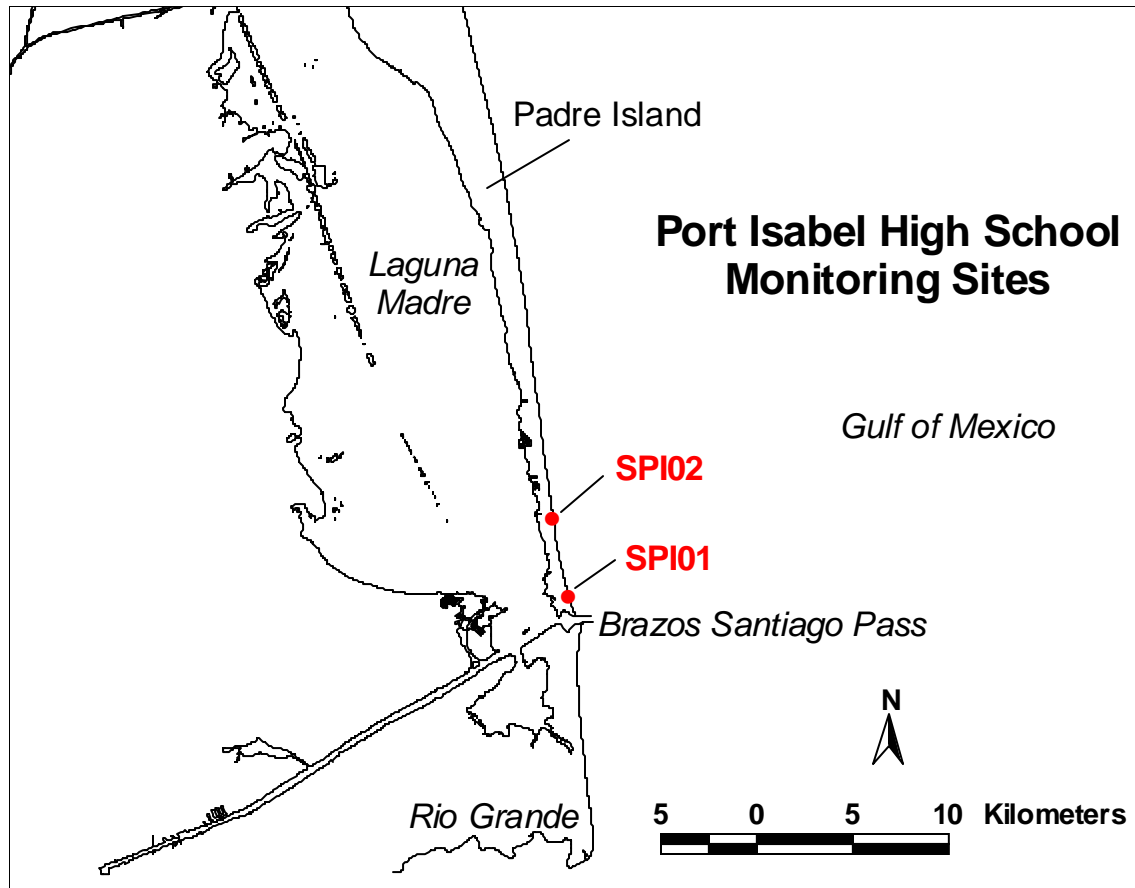 Padre Island
Port Isabel High School
Monitoring Sites
Laguna
Madre
Gulf of Mexico
SPI02
SPI01
Brazos Santiago Pass
N
Rio Grande
5 0 5 10 Kilometers